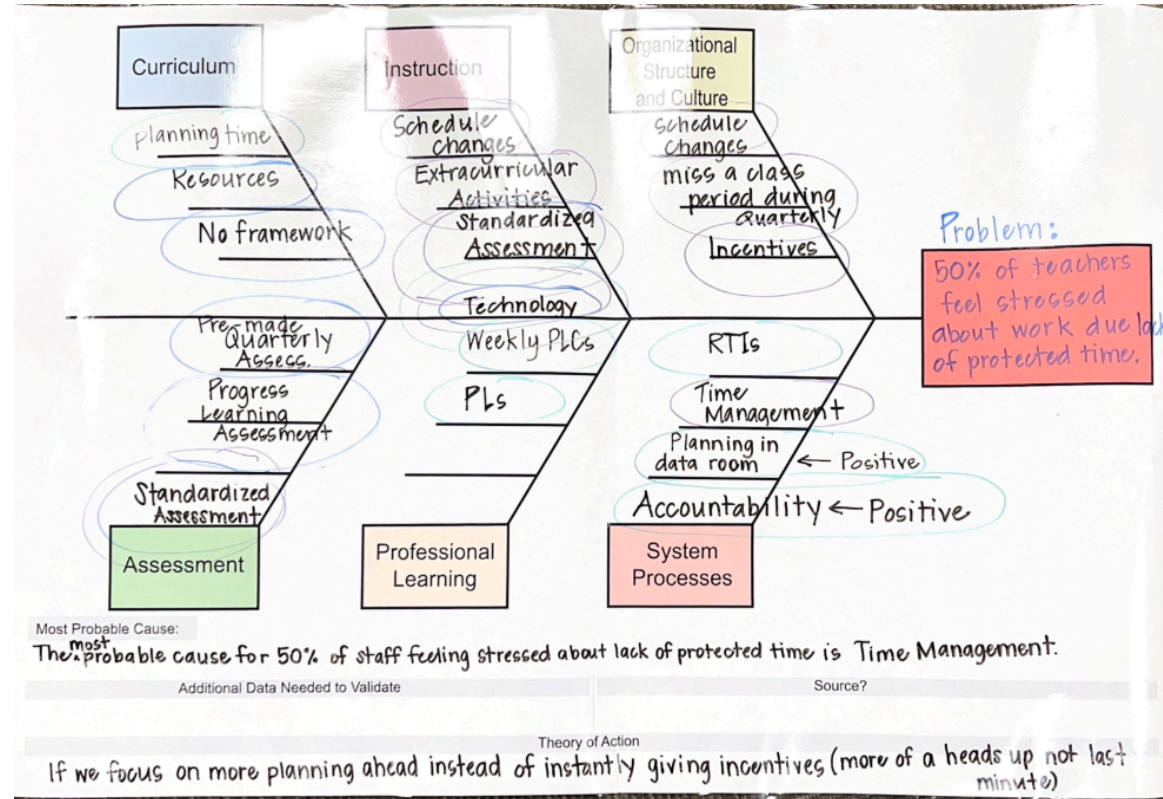 Curriculum
Instruction
Organizational
Structure
and Culture
Planning time
Resources
No framework
Schedule
changes
Extracurricular
Activities
Standardized
Assessment
Technology
Schedule
changes
miss a class
period during
Quarterly
Incentives
Problem:
50% of teachers
feel stressed
about work due lack
of protected time.
Pre-made
Quarterly
Assess.
Progress
Learning
Assessment
Standardized
Assessment
Weekly PLCs
PLs
RTIs
Time
Management
Planning in
data room ← Positive
Accountability ← Positive
Assessment
Professional
Learning
System
Processes
Most Probable Cause:
The most probable cause for 50% of staff feeling stressed about lack of protected time is Time Management.
Additional Data Needed to Validate
Source?
Theory of Action
If we focus on more planning ahead instead of instantly giving incentives (more of a heads up not last
minute)